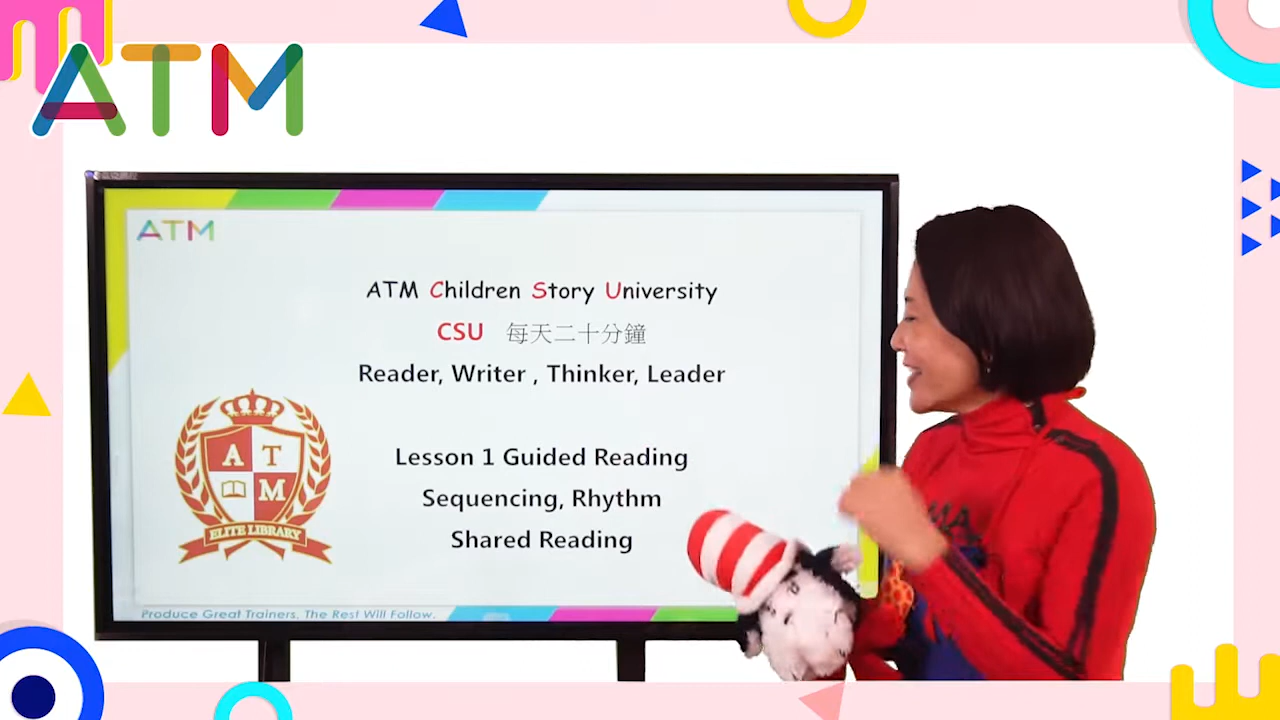 ATM
ATM
ATM Children Story University
CSU 每天二十分鐘
Reader, Writer , Thinker, Leader
Lesson 1 Guided Reading
Sequencing, Rhythm
Shared Reading
A T
M
ELITE LIBRARY
Produce Great Trainers, The Rest Will Follow.